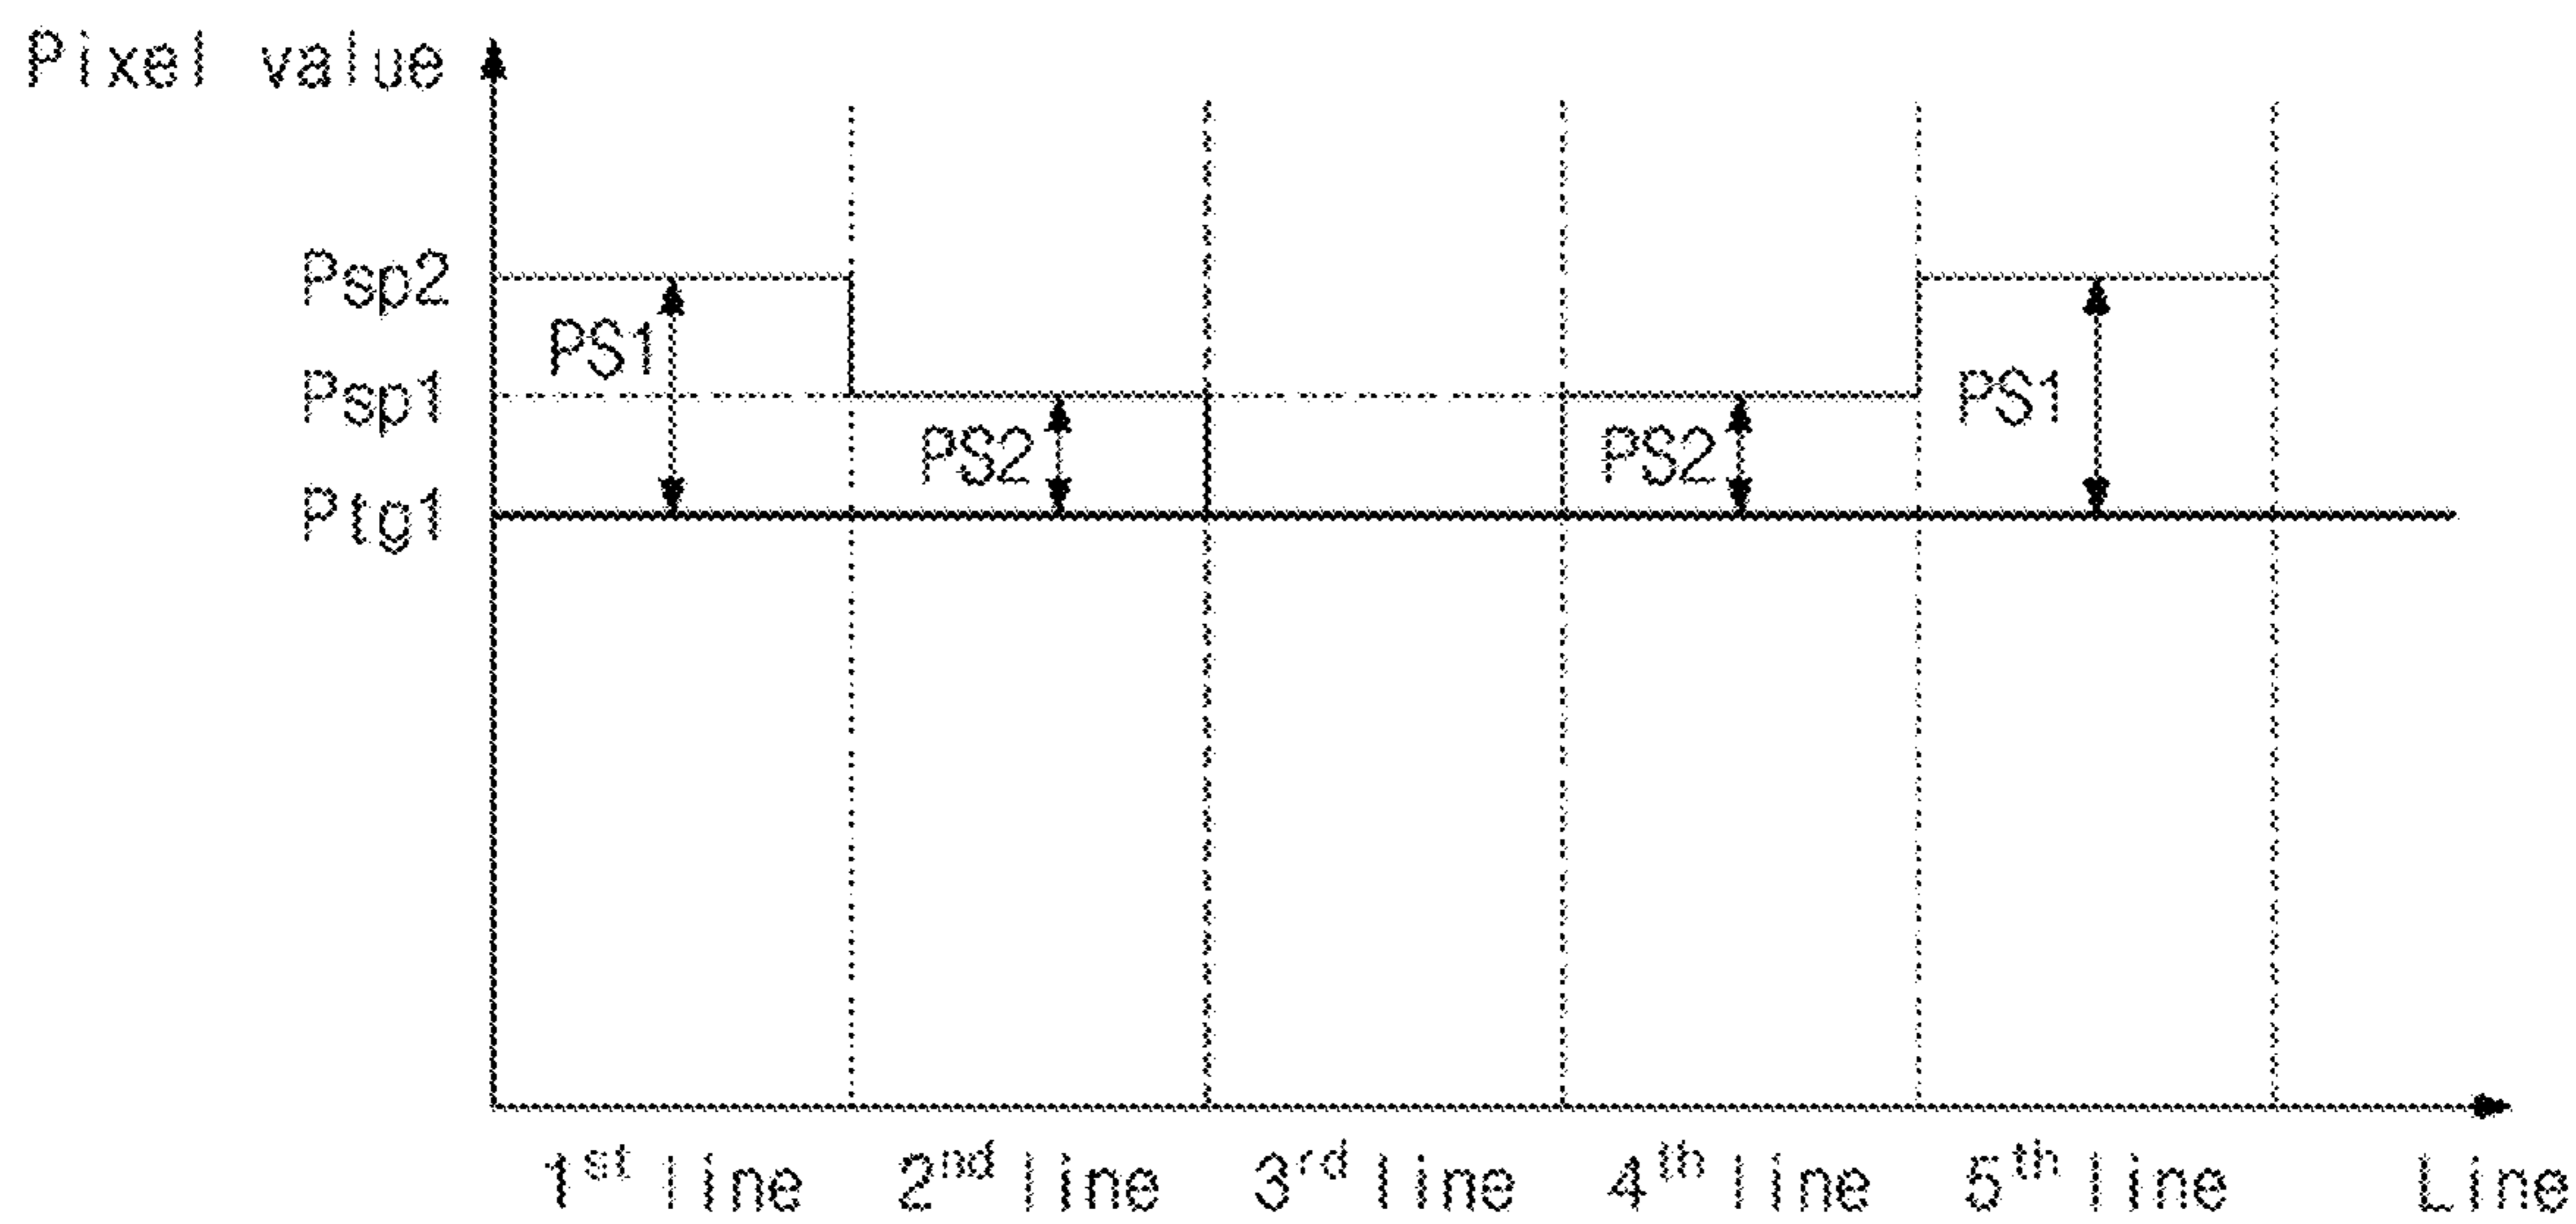 Pixel value
Psp2
PS1
Psp1
PS1
PS2
PS2
Ptg1
1st line 2nd line 3rd line 4th line 5th line Line